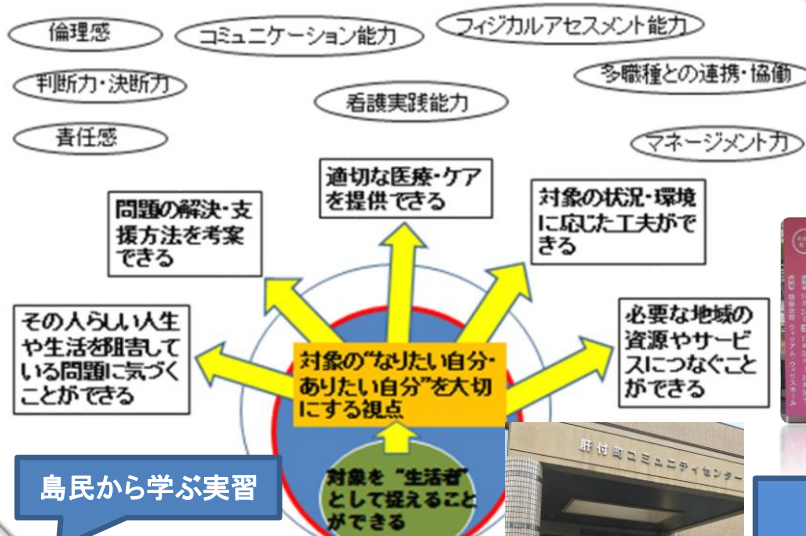 倫理感
コミュニケーション能力
フィジカルアセスメント能力
判断力・決断力
看護実践能力
多職種との連携・協働
責任感
マネージメント力
適切な医療・ケア
を提供できる
問題の解決・支
援方法を考案
できる
対象の状況・環境
に応じた工夫がで
きる
その人らしい人生
や生活を阻害して
いる問題に気づく
ことができる
対象の“なりたい自分・
ありたい自分”を大切
にする視点
必要な地域の
資源やサービ
スにつなぐこと
ができる
島民から学ぶ実習
対象を “生活者”
として捉えること
ができる
肝付町コミュニティセンター